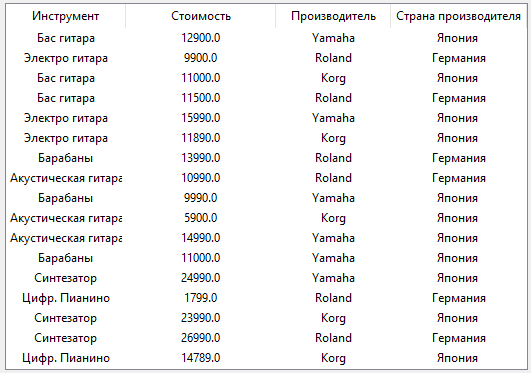 Инструмент Стоимость Производитель Страна производителя
Бас гитара 12900.0 Yamaha Япония
Электро гитара 9900.0 Roland Германия
Бас гитара 11000.0 Korg Япония
Бас гитара 11500.0 Roland Германия
Электро гитара 15990.0 Yamaha Япония
Электро гитара 11890.0 Korg Япония
Барабаны 13990.0 Roland Германия
Акустическая гитара 10990.0 Roland Германия
Барабаны 9990.0 Yamaha Япония
Акустическая гитара 5900.0 Korg Япония
Акустическая гитара 14990.0 Yamaha Япония
Барабаны 11000.0 Yamaha Япония
Синтезатор 24990.0 Yamaha Япония
Цифр. Пианино 1799.0 Roland Германия
Синтезатор 23990.0 Korg Япония
Синтезатор 26990.0 Roland Германия
Цифр. Пианино 14789.0 Korg Япония